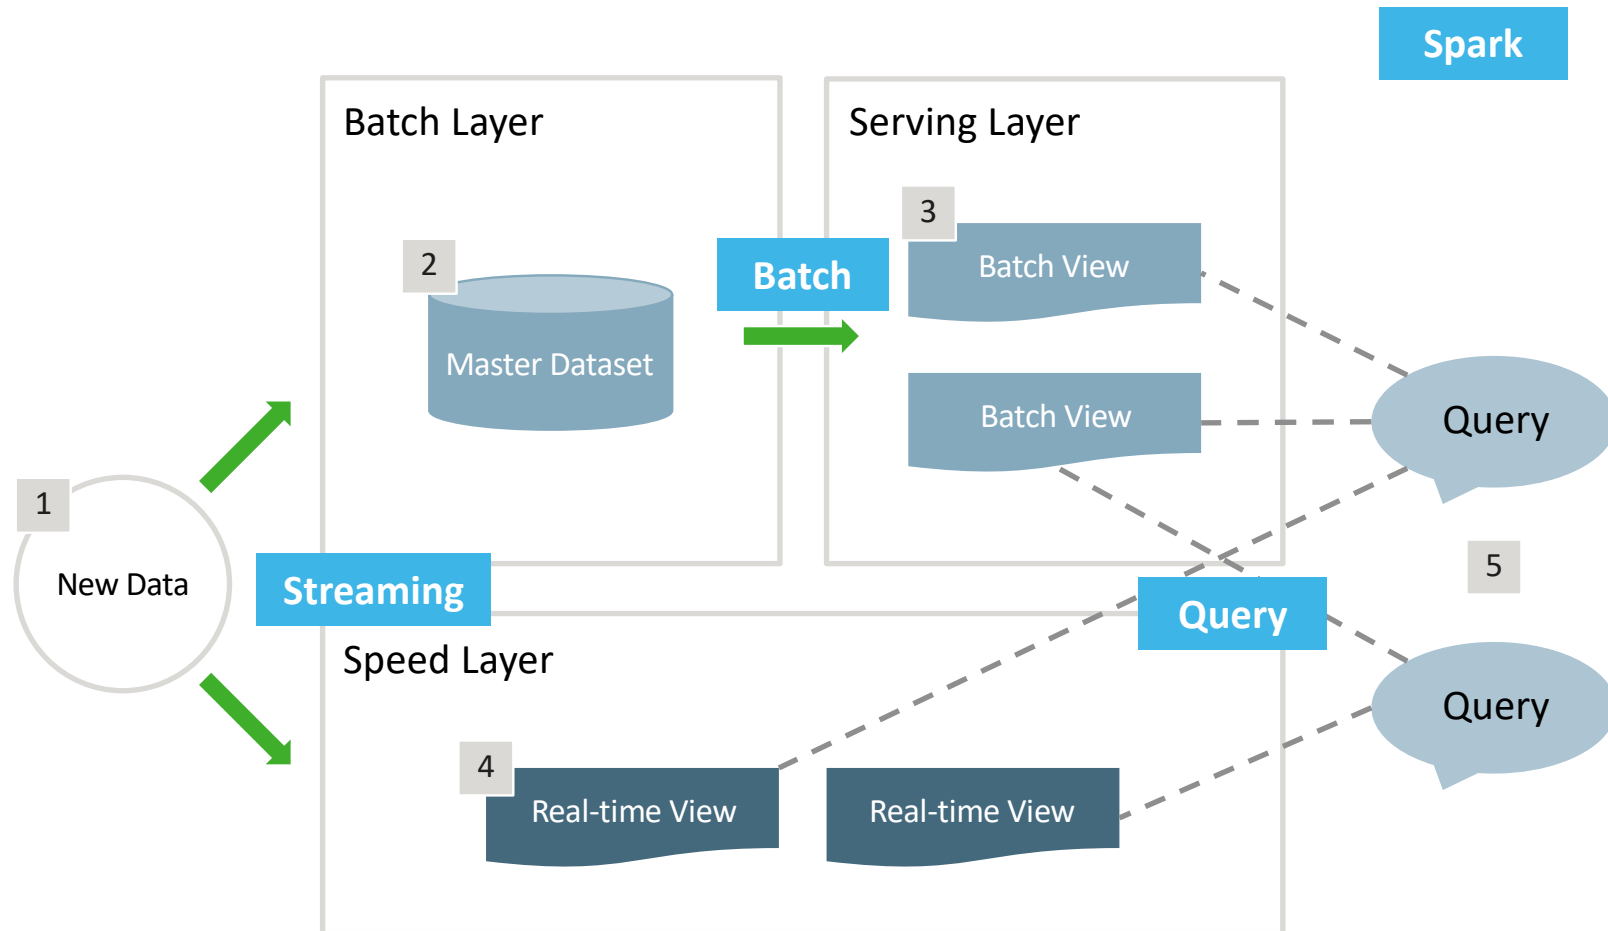 Spark
Batch Layer
Serving Layer
3
2
Batch View
Batch
Master Dataset
Batch View
Query
1
New Data
Streaming
5
Query
Speed Layer
Query
4
Real-time View
Real-time View